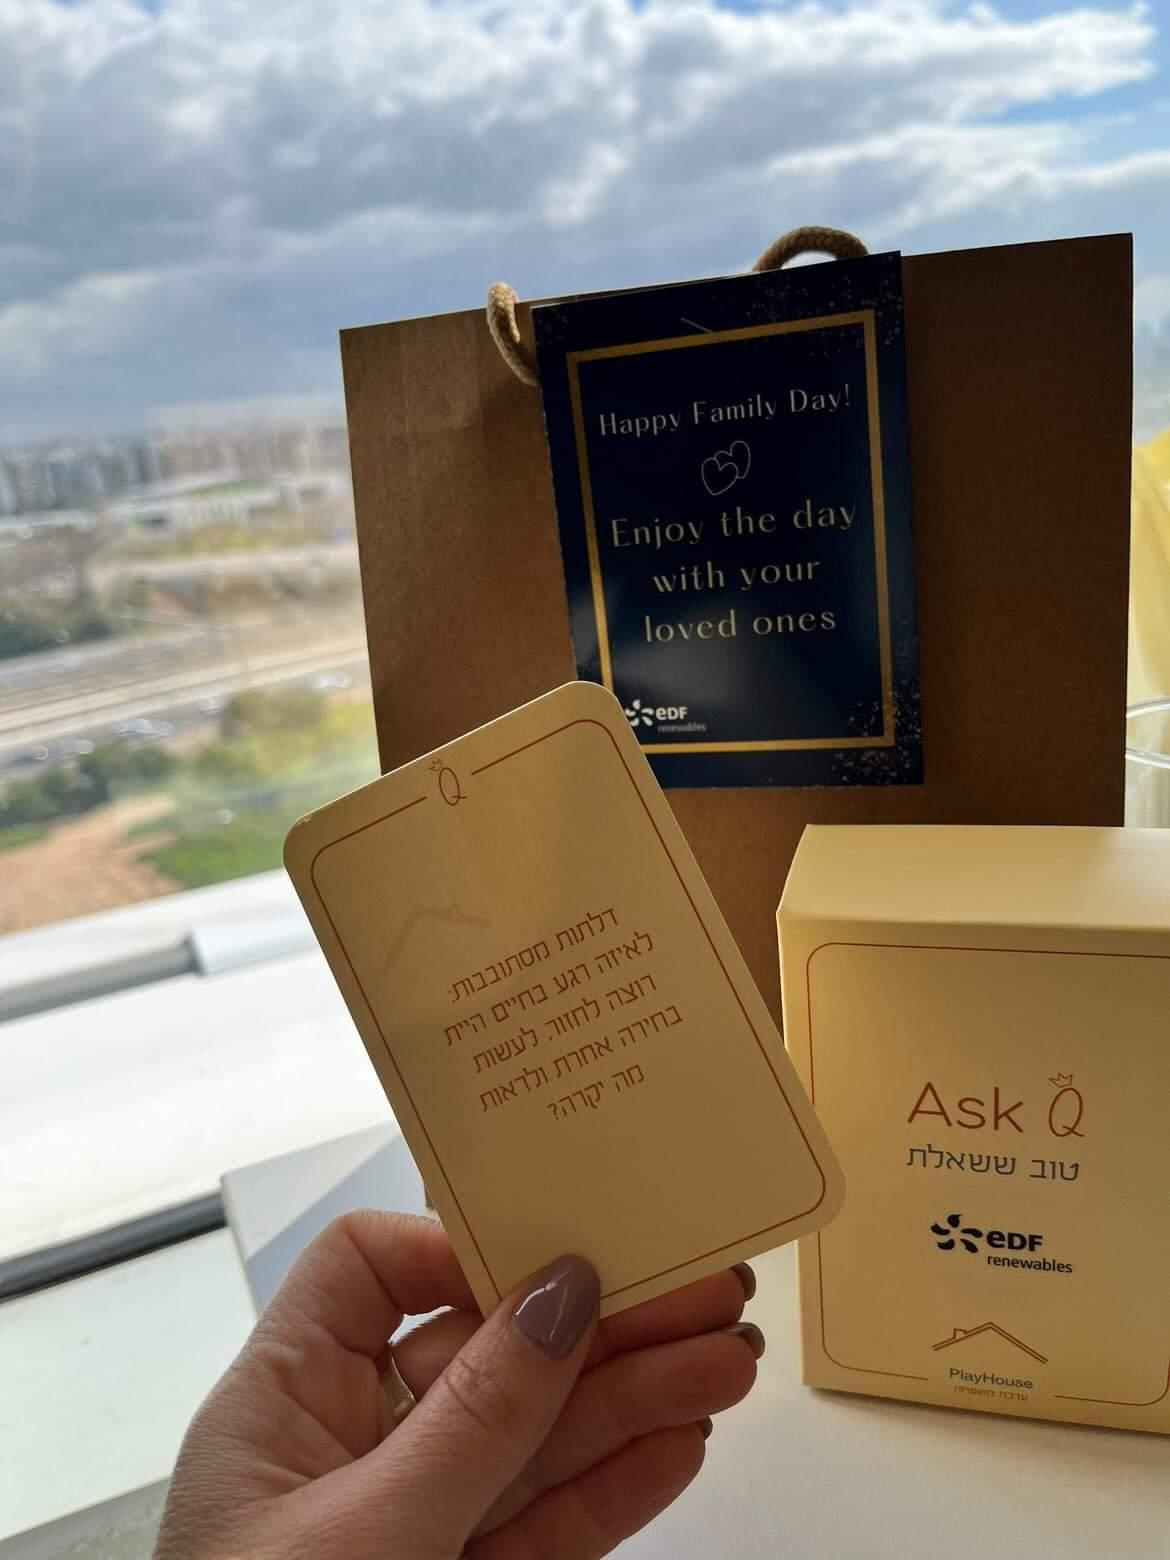 Happy Family Day!
Enjoy the day
with your
loved ones
eDF
renewables
Q
דלתות מסתובבות:
לאיזה רגע בחיים היית
רוצה לחזור, לעשות
בחירה אחרת ולראות
מה יקרה?
Ask Q
טוב ששאלת
eDF
renewables
PlayHouse
ערכת משפחה